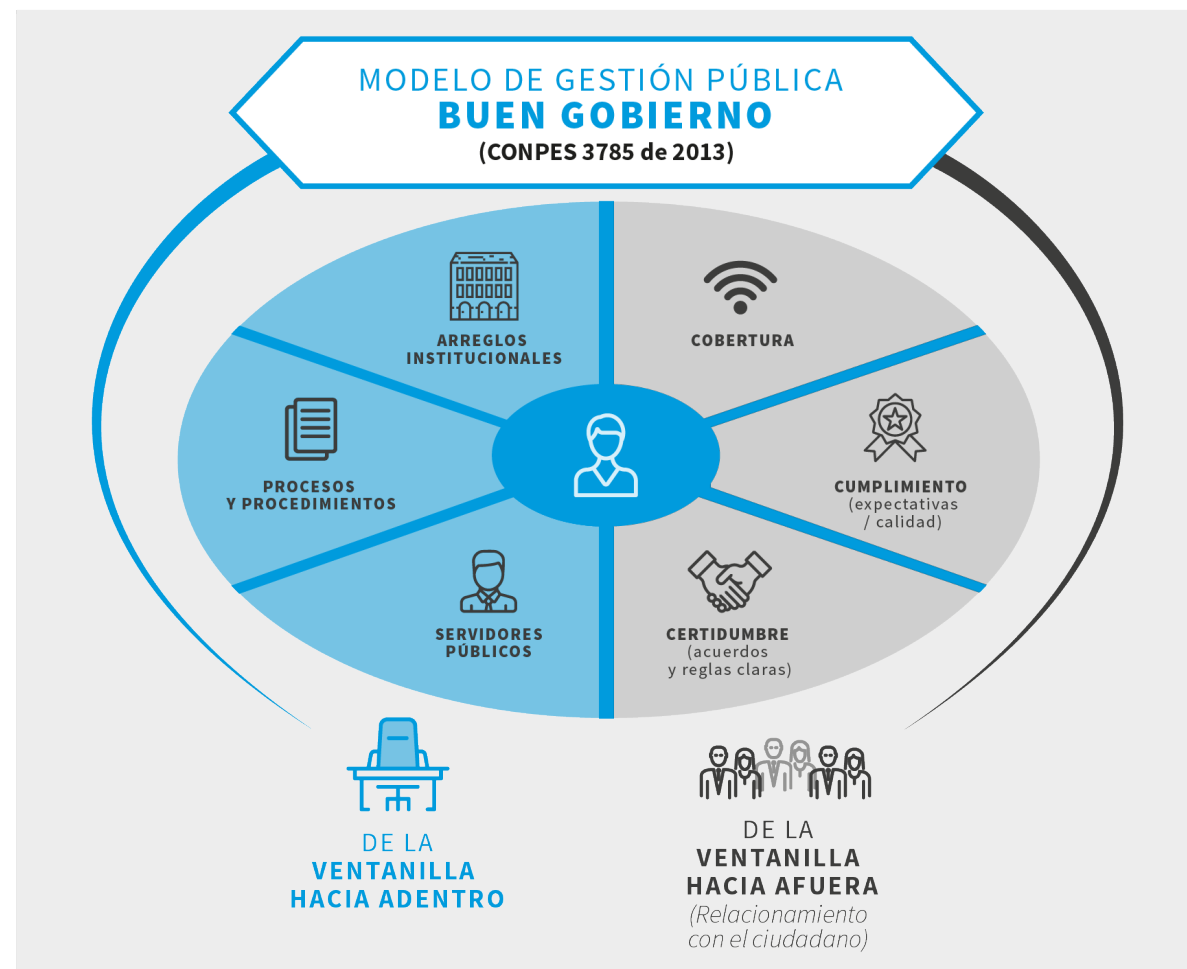 MODELO DE GESTIÓN PÚBLICA
BUEN GOBIERNO
(CONPES 3785 de 2013)
ARREGLOS
INSTITUCIONALES
COBERTURA
PROCESOS
Y PROCEDIMIENTOS
CUMPLIMIENTO
(expectativas
/ calidad)
SERVIDORES
PÚBLICOS
CERTIDUMBRE
(acuerdos
y reglas claras)
DE LA
VENTANILLA
HACIA ADENTRO
DE LA
VENTANILLA
HACIA AFUERA
(Relacionamiento
con el ciudadano)